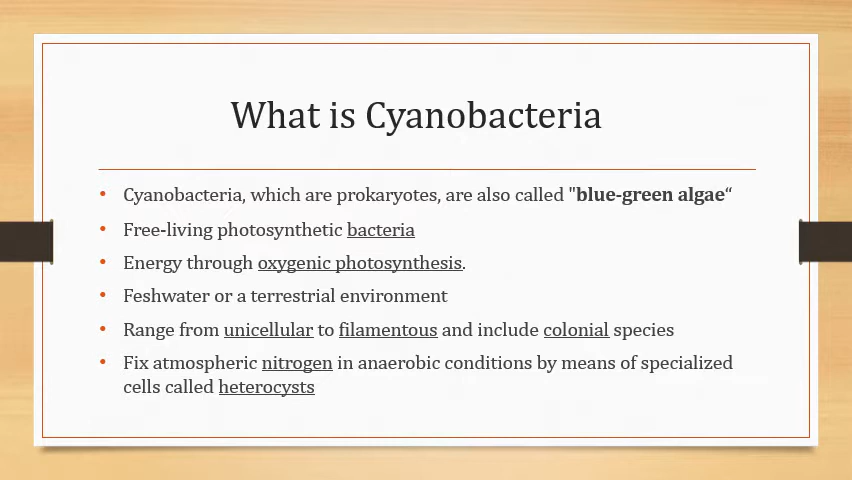 What is Cyanobacteria
• Cyanobacteria, which are prokaryotes, are also called "blue-green algae“
• Free-living photosynthetic bacteria
• Energy through oxygenic photosynthesis.
• Feshwater or a terrestrial environment
• Range from unicellular to filamentous and include colonial species
• Fix atmospheric nitrogen in anaerobic conditions by means of specialized
cells called heterocysts